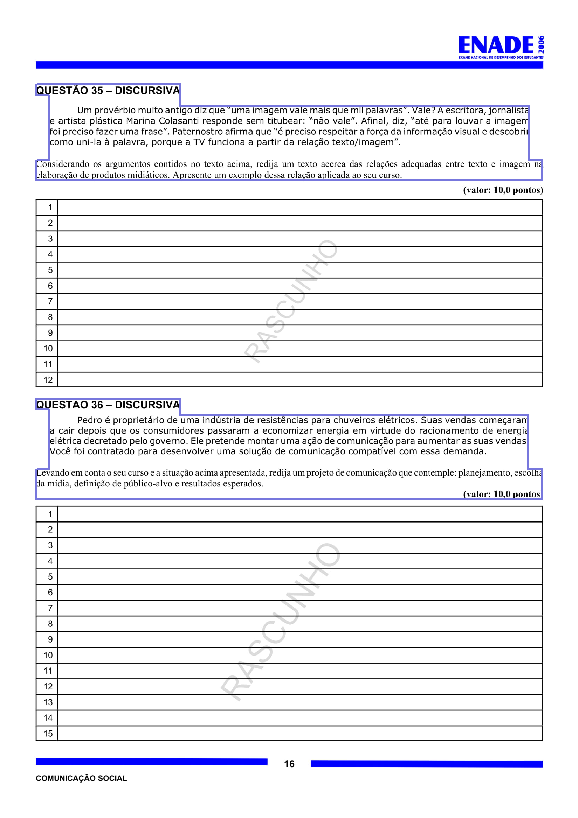 ENADE 2006
EXAME NACIONAL DE DESEMPENHO DOS ESTUDANTES
QUESTÃO 35 – DISCURSIVA
Um provérbio muito antigo diz que “uma imagem vale mais que mil palavras”. Vale? A escritora, jornalista
e artista plástica Marina Colasanti responde sem titubear: “não vale”. Afinal, diz, “até para louvar a imagem
foi preciso fazer uma frase”. Paternostro afirma que “é preciso respeitar a força da informação visual e descobrir
como uni-la à palavra, porque a TV funciona a partir da relação texto/imagem”.
Considerando os argumentos contidos no texto acima, redija um texto acerca das relações adequadas entre texto e imagem na
elaboração de produtos midiáticos. Apresente um exemplo dessa relação aplicada ao seu curso.
(valor: 10,0 pontos)
1
2
3
4
5
6
7
8
9
10
11
12
RASCUNHO
QUESTÃO 36 – DISCURSIVA
Pedro é proprietário de uma indústria de resistências para chuveiros elétricos. Suas vendas começaram
a cair depois que os consumidores passaram a economizar energia em virtude do racionamento de energia
elétrica decretado pelo governo. Ele pretende montar uma ação de comunicação para aumentar as suas vendas.
Você foi contratado para desenvolver uma solução de comunicação compatível com essa demanda.
Levando em conta o seu curso e a situação acima apresentada, redija um projeto de comunicação que contemple: planejamento, escolha
da mídia, definição de público-alvo e resultados esperados.
(valor: 10,0 pontos)
1
2
3
4
5
6
7
8
9
10
11
12
13
14
15
RASCUNHO
16
COMUNICAÇÃO SOCIAL